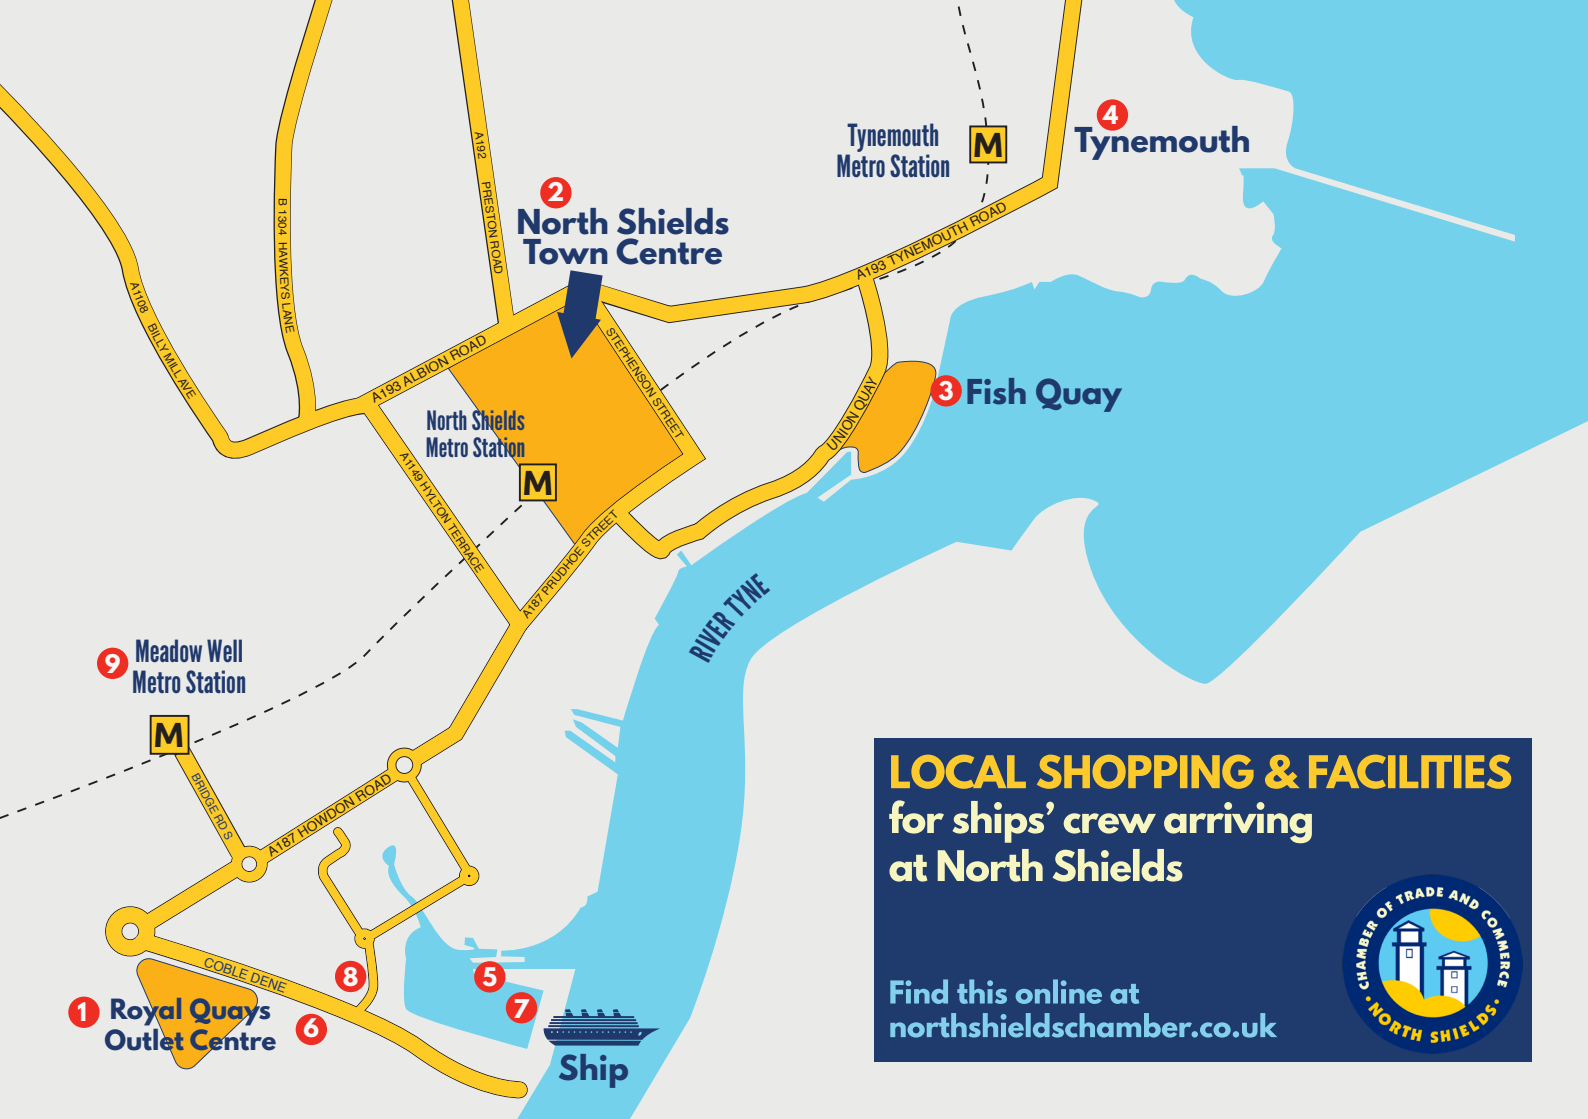 Tynemouth
Metro Station
M
4
Tynemouth
A192 PRESTON ROAD
2
North Shields
Town Centre
B 1304 HAWKEYS LANE
A193 TYNEMOUTH ROAD
A1108 BILLY MILL AVE
A193 ALBION ROAD
STEPHENSON STREET
3
Fish Quay
UNION QUAY
North Shields
Metro Station
M
A1149 HYLTON TERRACE
A187 PRUDHOE STREET
RIVER TYNE
9
Meadow Well
Metro Station
M
BRIDGE RD S
A187 HOWDON ROAD
COBLE DENE
8
5
7
1
Royal Quays
Outlet Centre
6
Ship
LOCAL SHOPPING & FACILITIES
for ships’ crew arriving
at North Shields
Find this online at
northshieldschamber.co.uk
CHAMBER OF TRADE AND COMMERCE
• NORTH SHIELDS •